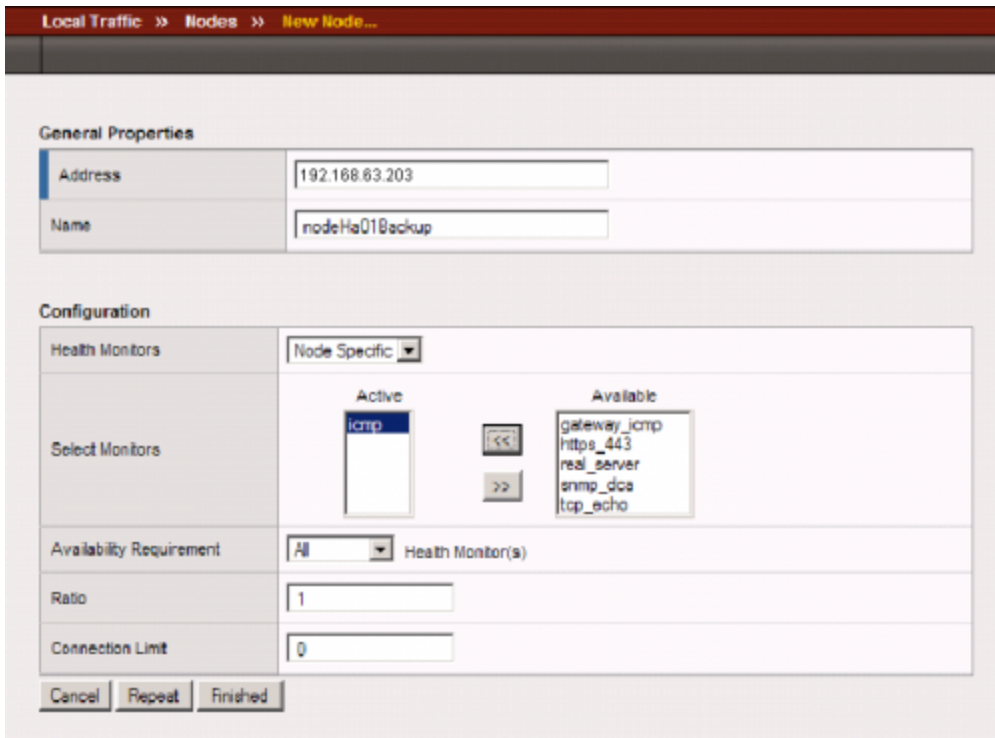 Local Traffic » Nodes » New Node...
General Properties
Address 192.168.63.203
Name nodeHa01Backup
Configuration
Health Monitors Node Specific
Active Available
Select Monitors
icmp
<<
>>
gateway_icmp
https_443
real_server
snmp_dca
tcp_echo
Availability Requirement All Health Monitor(s)
Ratio 1
Connection Limit 0
Cancel Repeat Finished